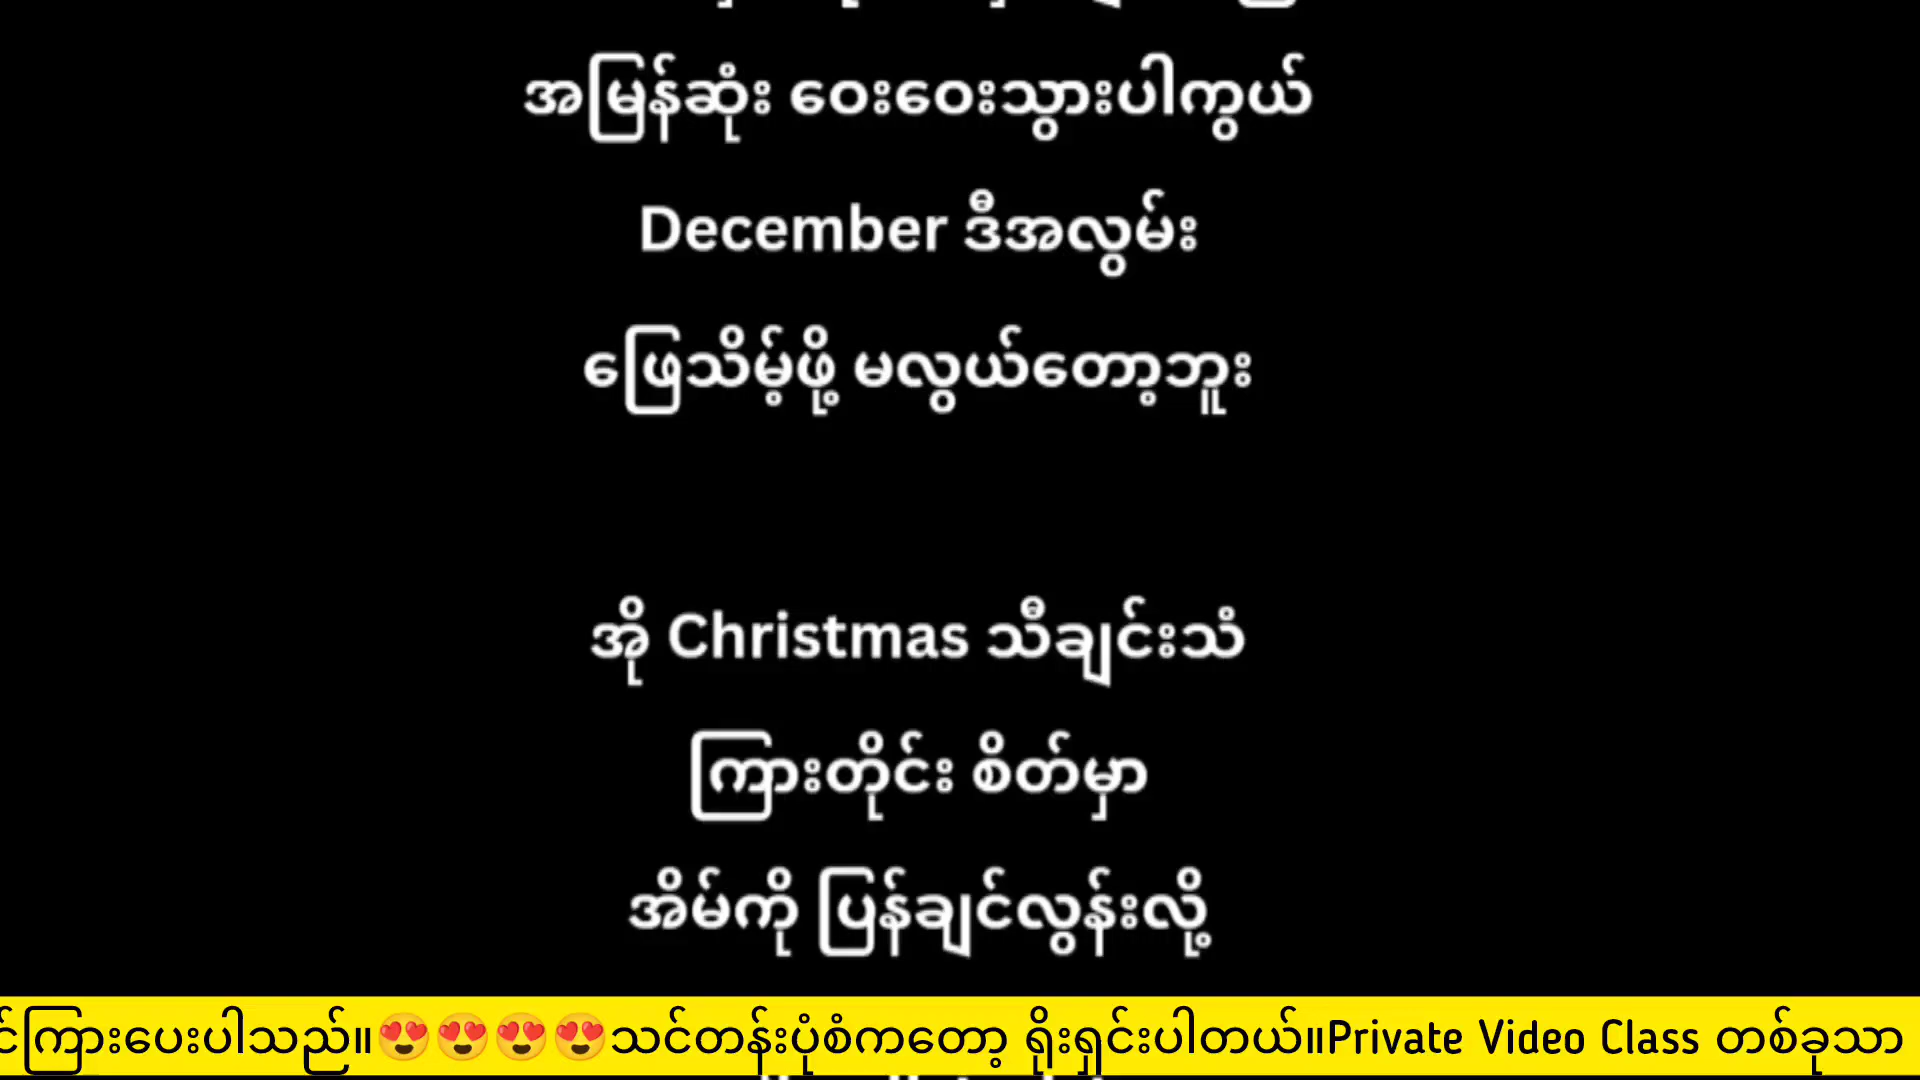 အမြန်ဆုံး ဝေးဝေးသွားပါကွယ်
December ဒီအလွမ်း
ဖြေသိမ့်ဖို့ မလွယ်တော့ဘူး
အို Christmas သီချင်းသံ
ကြားတိုင်း စိတ်မှာ
အိမ်ကို ပြန်ချင်လွန်းလို့
င်ကြားပေးပါသည်။😍😍😍😍သင်တန်းပုံစံကတော့ ရိုးရှင်းပါတယ်။Private Video Class တစ်ခုသာ